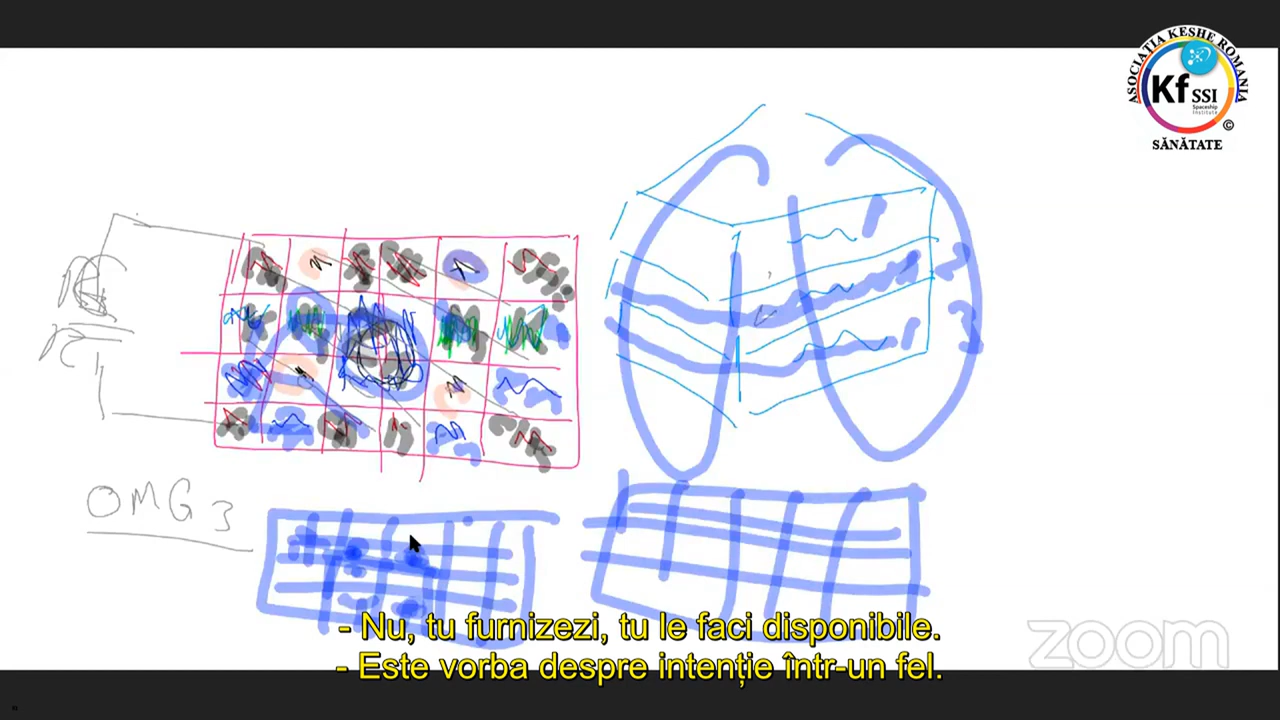 ASOCIAȚIA KESHE ROMANIA
Kf SSI
Spaceship
Institute
©
SĂNĂTATE
OMG 3
- Nu, tu furnizezi, tu le faci disponibile.
- Este vorba despre intenție într-un fel.
zoom